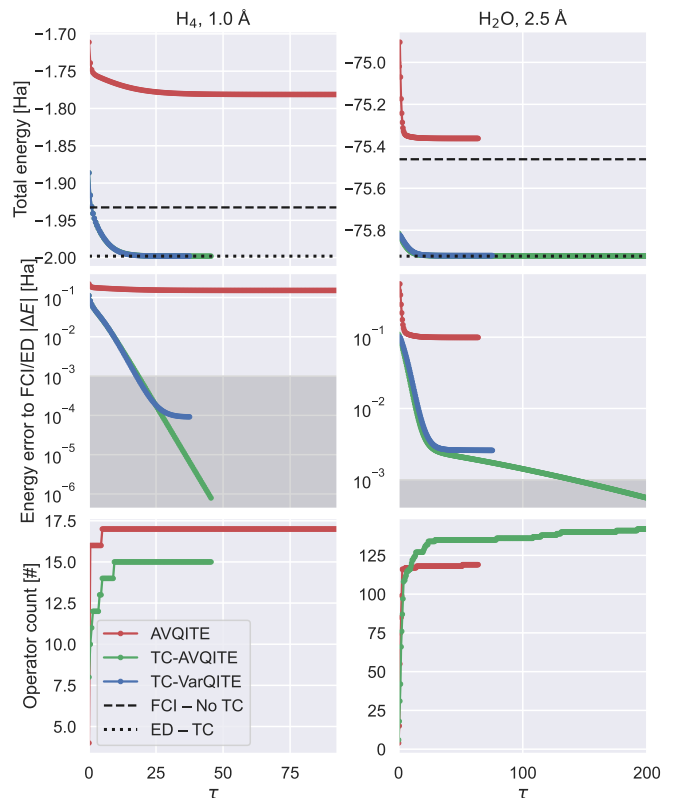 H₄, 1.0 Å
H₂O, 2.5 Å
Total energy [Ha]
−1.70
−1.75
−1.80
−1.85
−1.90
−1.95
−2.00
−75.0
−75.2
−75.4
−75.6
−75.8
Energy error to FCI/ED |ΔE| [Ha]
10⁻¹
10⁻²
10⁻³
10⁻⁴
10⁻⁵
10⁻⁶
10⁻¹
10⁻²
10⁻³
Operator count [#]
17.5
15.0
12.5
10.0
7.5
5.0
AVQITE
TC-AVQITE
TC-VarQITE
FCI – No TC
ED – TC
0 25 50 75
τ
125
100
75
50
25
0
0 100 200
τ